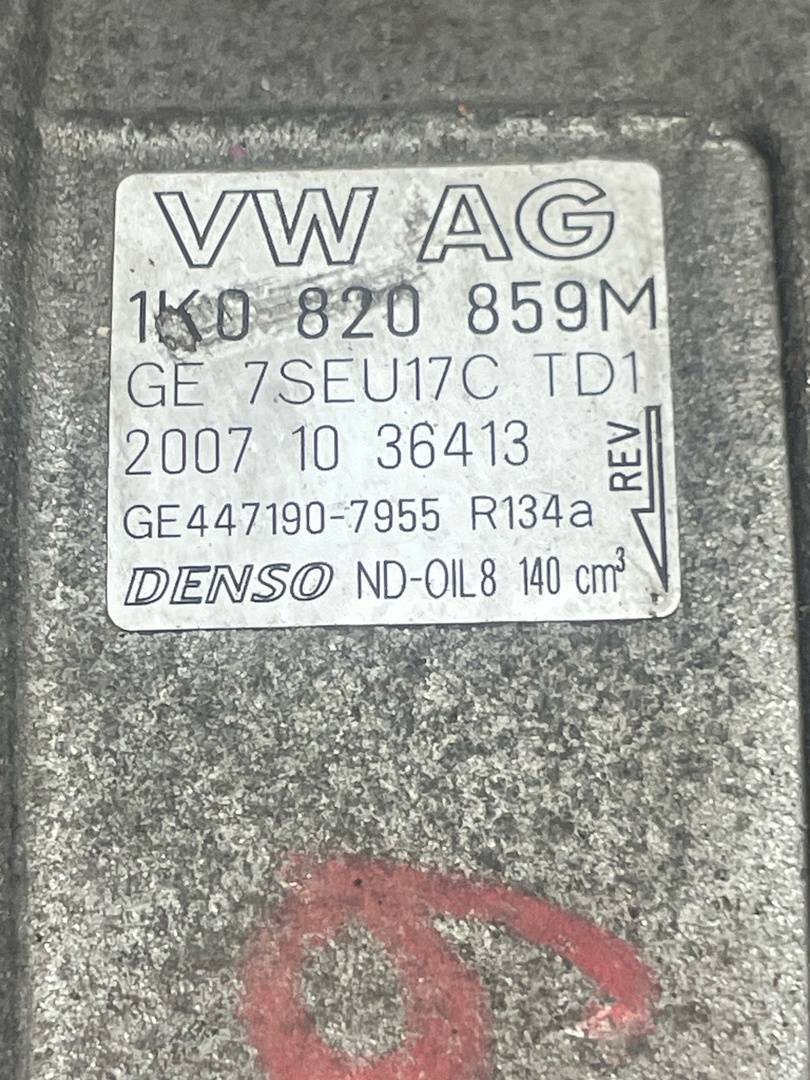 VW AG
1K0 820 859M
GE 7SEU17C TD1
2007 10 36413
REV
GE447190-7955 R134a
DENSO ND-OIL8 140 cm³